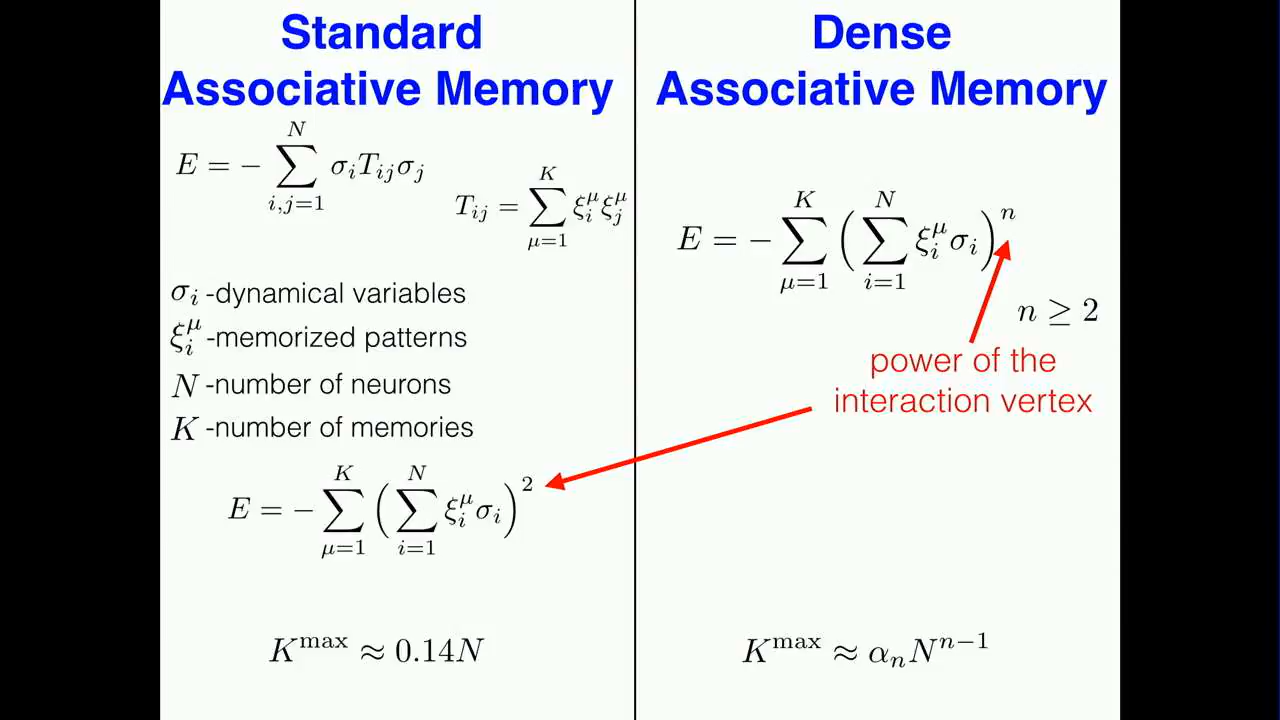 Standard
Associative Memory
E = − ∑_{i,j=1}^{N} σ_i T_{ij} σ_j
T_{ij} = ∑_{μ=1}^{K} ξ_i^μ ξ_j^μ
σ_i -dynamical variables
ξ_i^μ -memorized patterns
N -number of neurons
K -number of memories
E = − ∑_{μ=1}^{K} ( ∑_{i=1}^{N} ξ_i^μ σ_i )^2
K^{max} ≈ 0.14N
Dense
Associative Memory
E = − ∑_{μ=1}^{K} ( ∑_{i=1}^{N} ξ_i^μ σ_i )^n
n ≥ 2
power of the
interaction vertex
K^{max} ≈ α_n N^{n−1}